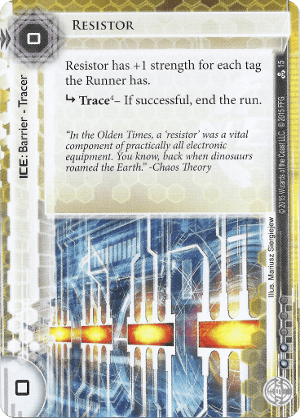 0
RESISTOR
Resistor has +1 strength for each tag
the Runner has.
↳ Trace⁴– If successful, end the run.
"In the Olden Times, a 'resistor' was a vital
component of practically all electronic
equipment. You know, back when dinosaurs
roamed the Earth." -Chaos Theory
ICE: Barrier - Tracer
15
© 2015 Wizards of the Coast LLC. © 2015 FFG
Illus. Mariusz Siergiejew
0